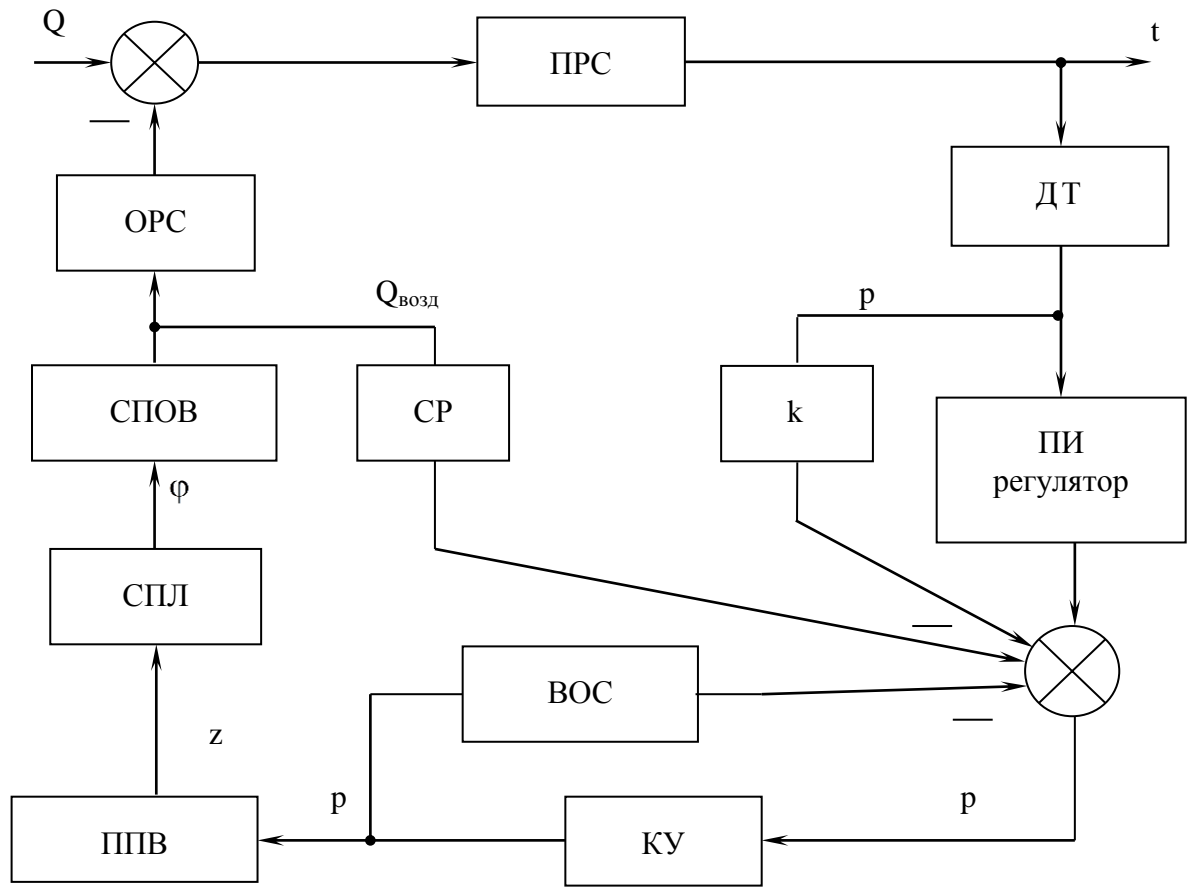 Q
t
ПРС
ДТ
ОРС
Qвозд
p
СПОВ
СР
k
ПИ
регулятор
φ
СПЛ
ВОС
z
p
p
ППВ
КУ